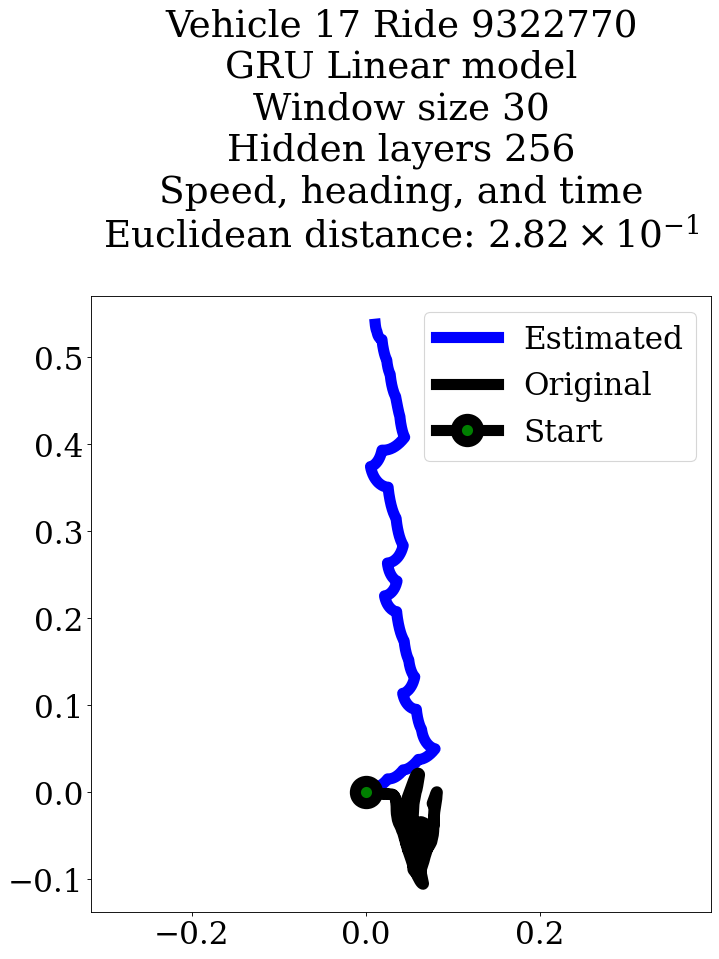 Vehicle 17 Ride 9322770
GRU Linear model
Window size 30
Hidden layers 256
Speed, heading, and time
Euclidean distance: 2.82 × 10⁻¹
Estimated
Original
Start
0.5
0.4
0.3
0.2
0.1
0.0
−0.1
−0.2 0.0 0.2